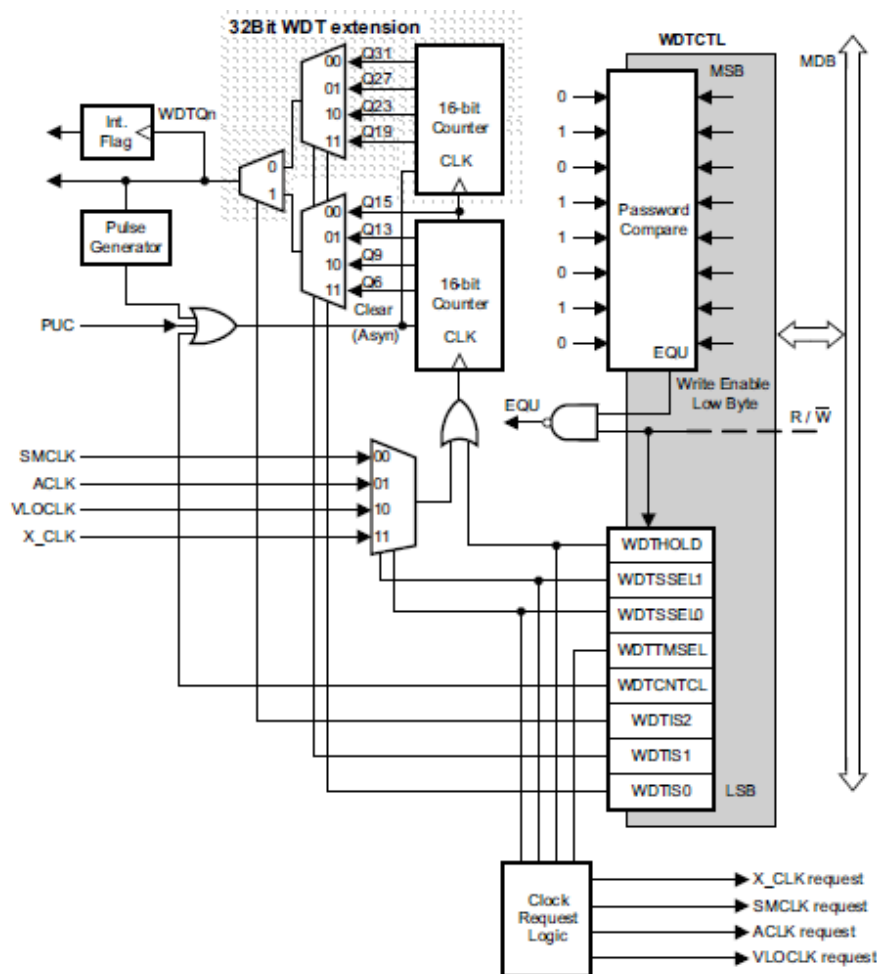 32Bit WDT extension
WDTCTL
MDB
MSB
00
01
10
11
Q31
Q27
Q23
Q19
16-bit
Counter
CLK
WDTQn
Int.
Flag
0
1
Pulse
Generator
00
01
10
11
Q15
Q13
Q9
Q6
16-bit
Counter
CLK
Clear
(Asyn)
PUC
0
1
0
1
1
0
1
0
Password
Compare
EQU
Write Enable
Low Byte
EQU
R / W̅
SMCLK
ACLK
VLOCLK
X_CLK
00
01
10
11
WDTHOLD
WDTSSEL1
WDTSSEL0
WDTTMSEL
WDTCNTCL
WDTIS2
WDTIS1
WDTIS0
LSB
Clock
Request
Logic
X_CLK request
SMCLK request
ACLK request
VLOCLK request